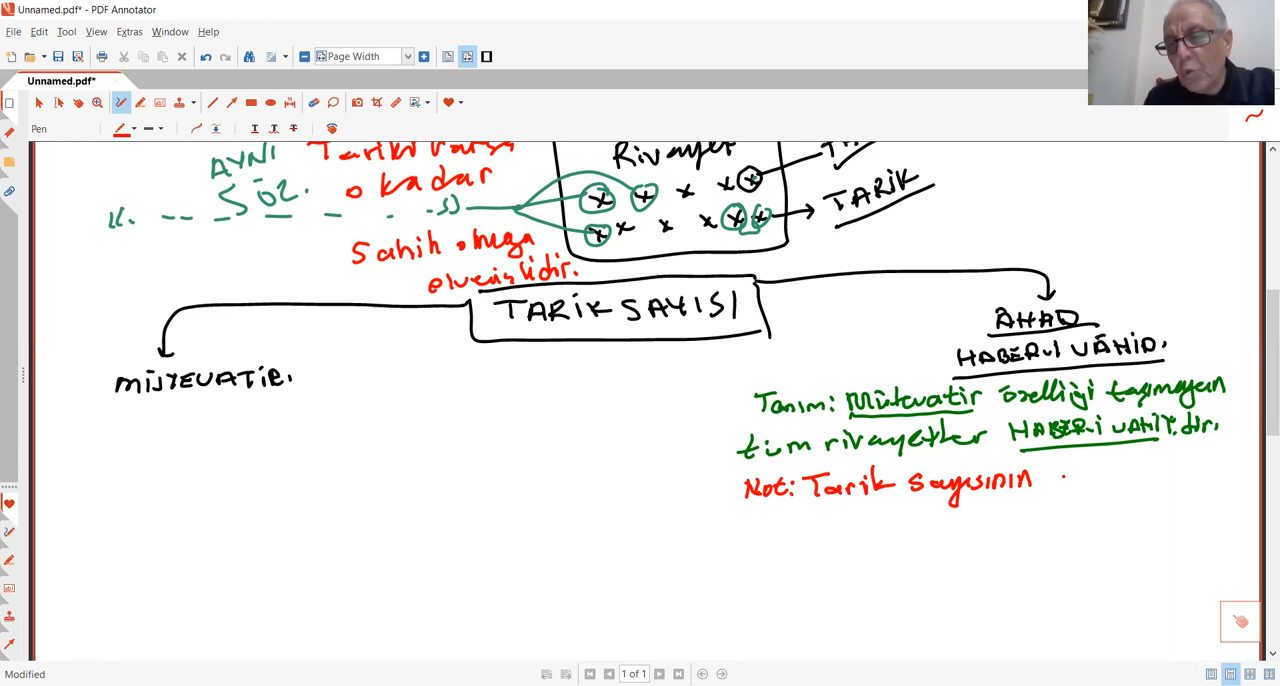 Unnamed.pdf* - PDF Annotator
File Edit Tool View Extras Window Help
Page Width
Unnamed.pdf*
Pen
AYNI
SÖZ.
o kadar
Rivayet
TARİK
Sahih olmaya
elverişlidir.
TARİK SAYISI
ÂHAD
HABER-İ VÂHİD.
MÜTEVATİR.
Tanım: Mütevatir özelliği taşımayan
tüm rivayetler HABER-İ VAHİT.dir.
Not: Tarik sayısının
1 of 1
Modified